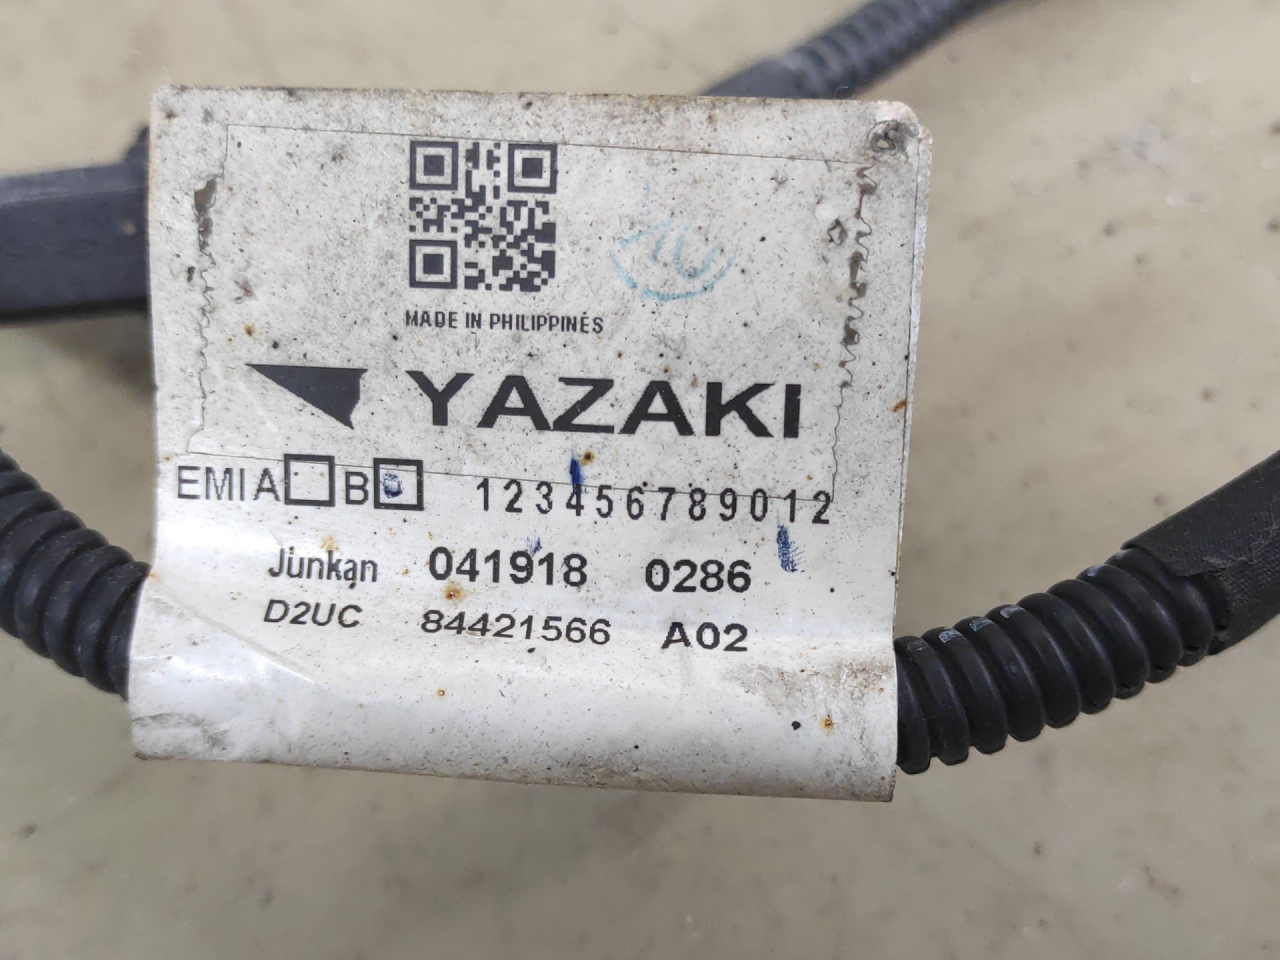 MADE IN PHILIPPINES
YAZAKI
EMI A B 123456789012
Junkan 041918 0286
D2UC 84421566 A02